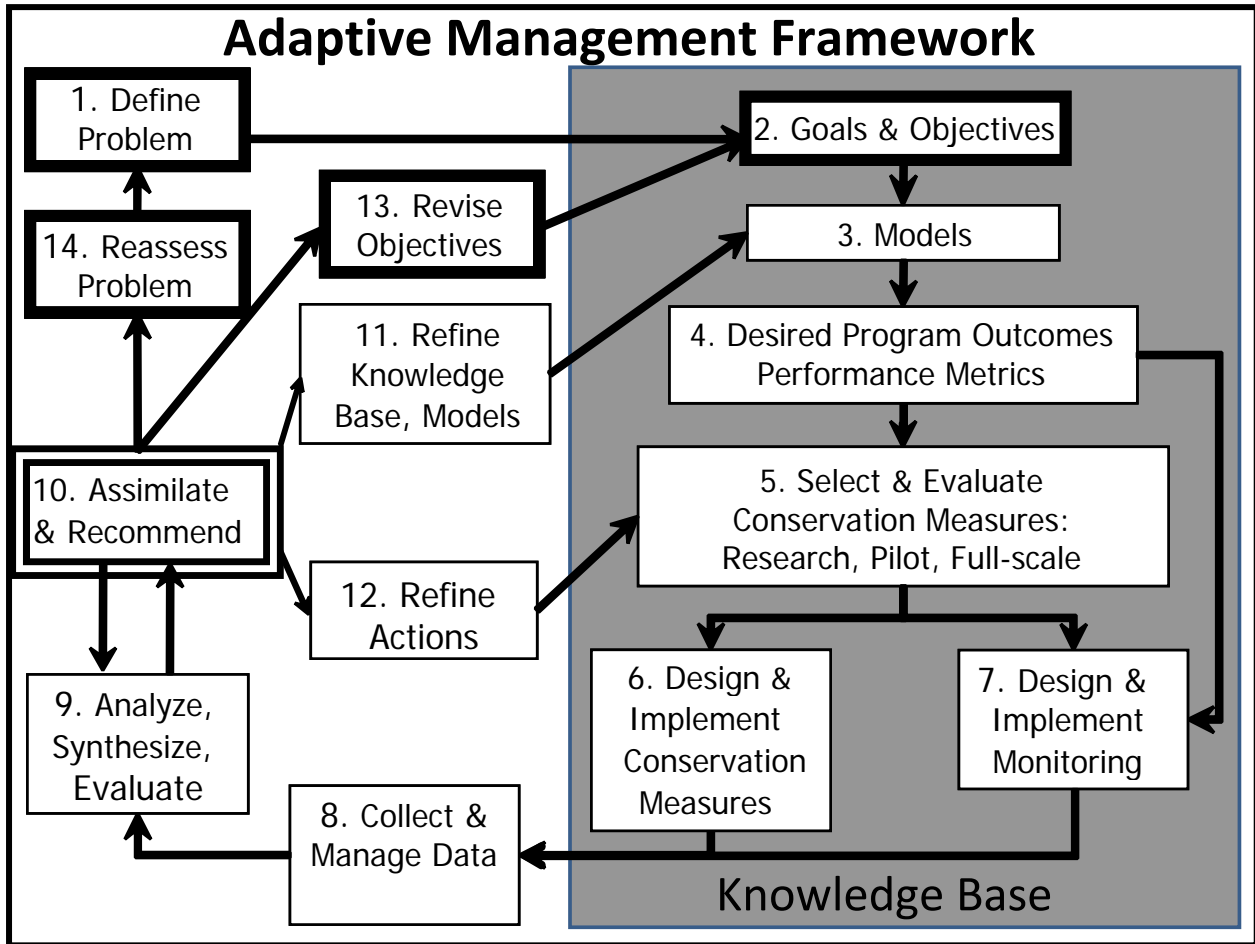 Adaptive Management Framework
1. Define
Problem
2. Goals & Objectives
13. Revise
Objectives
14. Reassess
Problem
3. Models
11. Refine
Knowledge
Base, Models
4. Desired Program Outcomes
Performance Metrics
10. Assimilate
& Recommend
5. Select & Evaluate
Conservation Measures:
Research, Pilot, Full-scale
12. Refine
Actions
9. Analyze,
Synthesize,
Evaluate
6. Design &
Implement
Conservation
Measures
7. Design &
Implement
Monitoring
8. Collect &
Manage Data
Knowledge Base